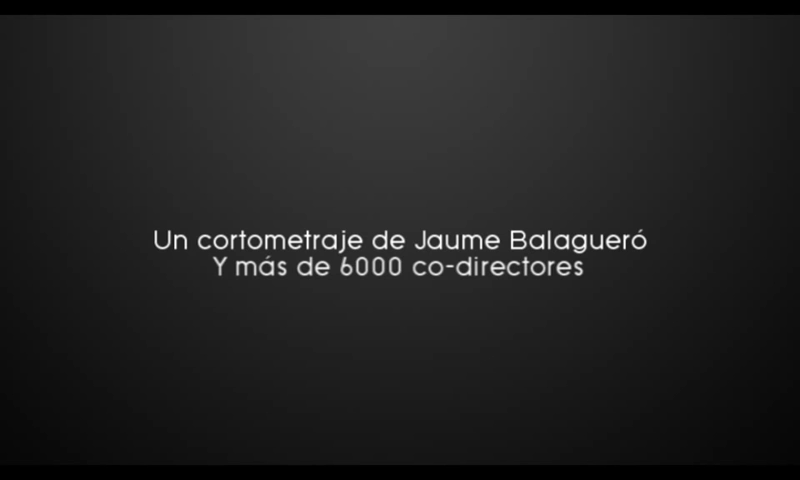 Un cortometraje de Jaume Balagueró
Y más de 6000 co-directores